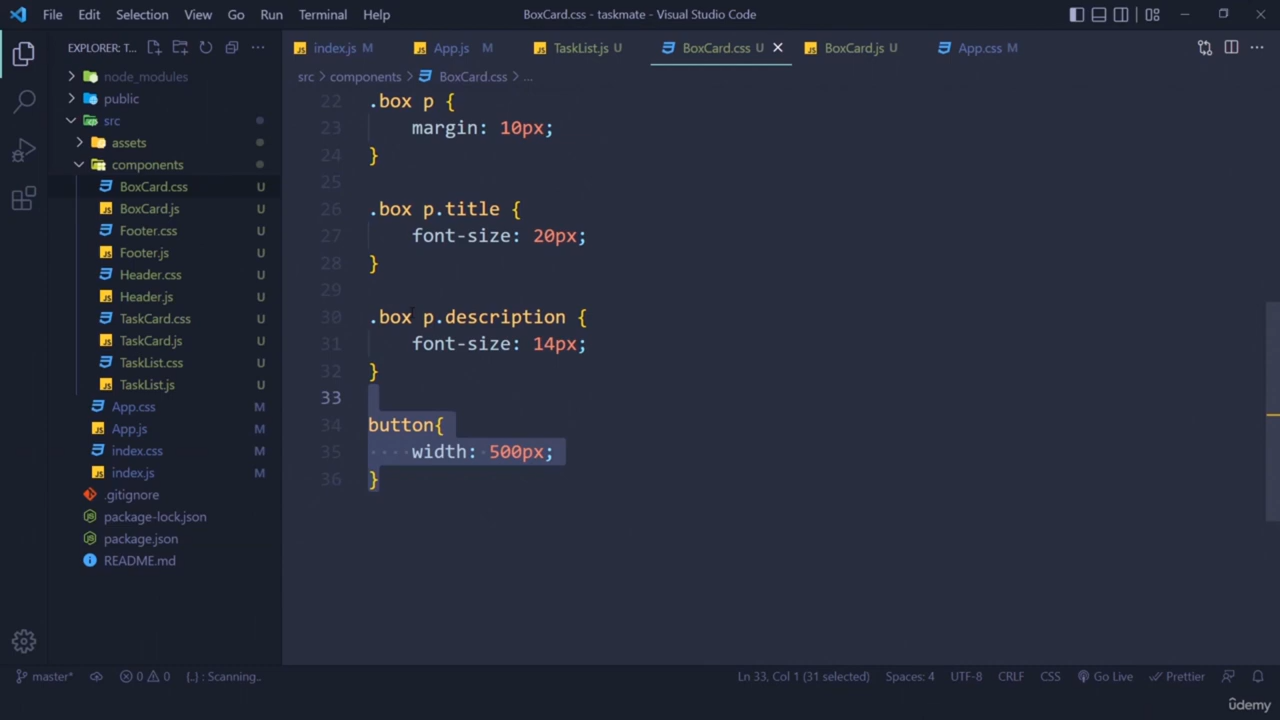 File Edit Selection View Go Run Terminal Help BoxCard.css - taskmate - Visual Studio Code
EXPLORER: T...
index.js M App.js M TaskList.js U BoxCard.css U BoxCard.js U App.css M
src > components > BoxCard.css > ...
node_modules
public
src
assets
components
BoxCard.css U
BoxCard.js U
Footer.css U
Footer.js U
Header.css U
Header.js U
TaskCard.css U
TaskCard.js U
TaskList.css U
TaskList.js U
App.css M
App.js M
index.css M
index.js M
.gitignore
package-lock.json
package.json
README.md
22 .box p {
23 margin: 10px;
24 }
25
26 .box p.title {
27 font-size: 20px;
28 }
29
30 .box p.description {
31 font-size: 14px;
32 }
33
34 button{
35 ···· width: · 500px;
36 }
master* 0 0 {..} : Scanning.. Ln 33, Col 1 (31 selected) Spaces: 4 UTF-8 CRLF CSS Go Live Prettier
ûdemy